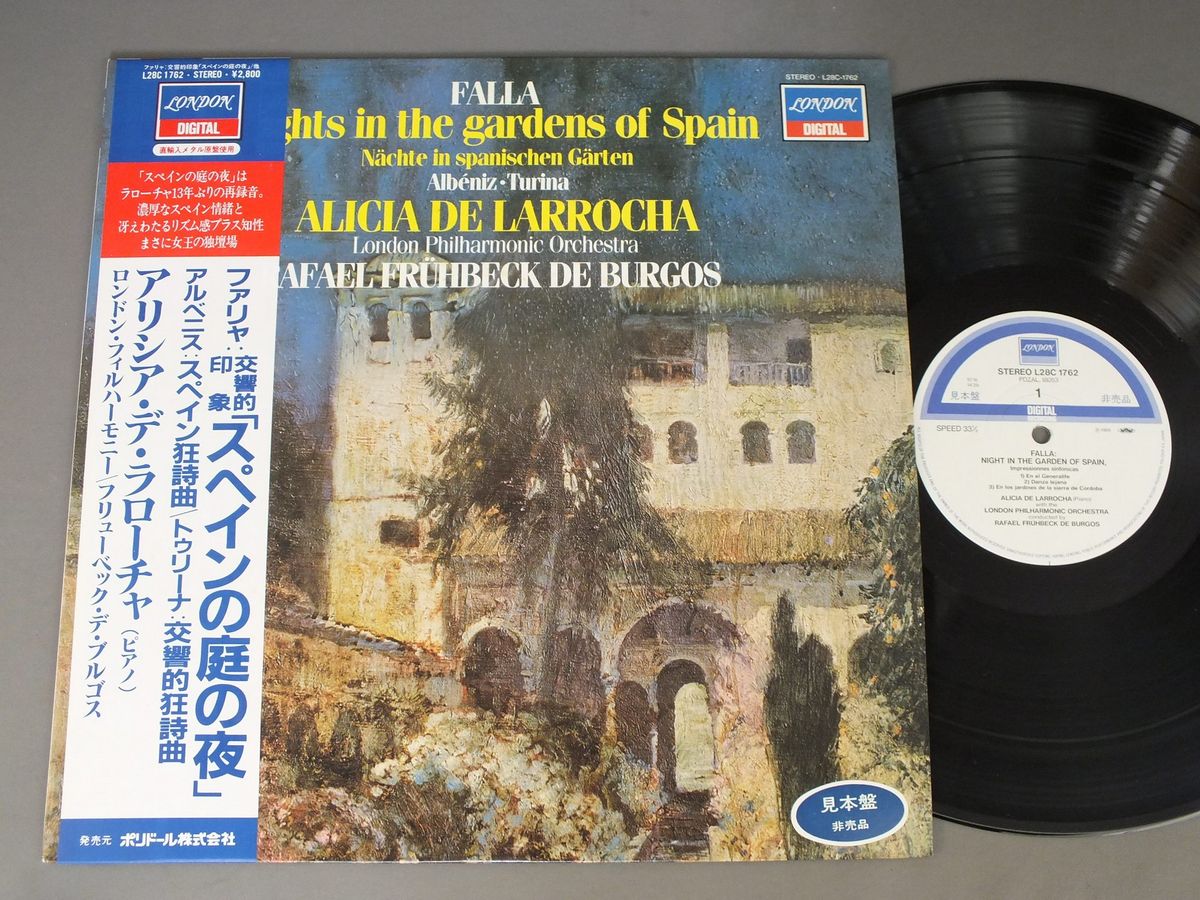 ファリャ:交響的印象「スペインの庭の夜」/他
L28C 1762・STEREO・¥2,800
LONDON
DIGITAL
直輸入メタル原盤使用
「スペインの庭の夜」は
ラローチャ13年ぶりの再録音。
濃厚なスペイン情緒と
冴えわたるリズム感プラス知性
まさに女王の独壇場
ファリャ:交響的印象「スペインの庭の夜」
アルベニス:スペイン狂詩曲/トゥリーナ:交響的狂詩曲
アリシア・デ・ラローチャ(ピアノ)
ロンドン・フィルハーモニー/フリューベック・デ・ブルゴス
発売元 ポリドール株式会社
STEREO・L28C-1762
LONDON
DIGITAL
FALLA
ghts in the gardens of Spain
Nächte in spanischen Gärten
Albéniz・Turina
ALICIA DE LARROCHA
London Philharmonic Orchestra
RAFAEL FRÜHBECK DE BURGOS
見本盤
非売品
LONDON
STEREO L28C 1762
見本盤
1
非売品
DIGITAL
SPEED 33⅓
FALLA:
NIGHT IN THE GARDEN OF SPAIN,
Impressionnes sinfonicas
1) En el Generalife
2) Danza lejana
3) En los jardines de la sierra de Cordoba
ALICIA DE LARROCHA (Piano)
with the
LONDON PHILHARMONIC ORCHESTRA
conducted by
RAFAEL FRÜHBECK DE BURGOS